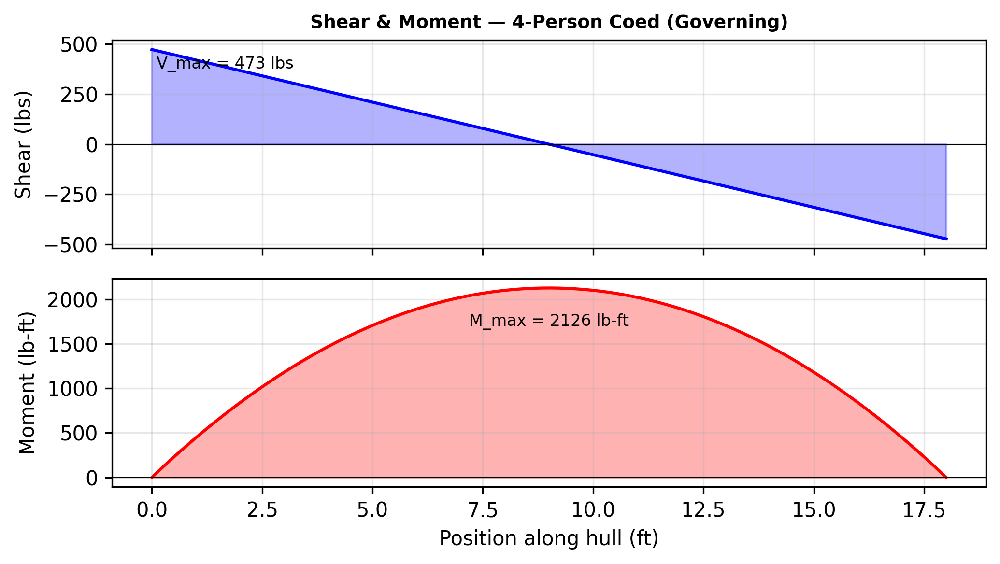 Shear & Moment — 4-Person Coed (Governing)
500
250
0
−250
−500
Shear (lbs)
V_max = 473 lbs
2000
1500
1000
500
0
Moment (lb-ft)
M_max = 2126 lb-ft
0.0 2.5 5.0 7.5 10.0 12.5 15.0 17.5
Position along hull (ft)